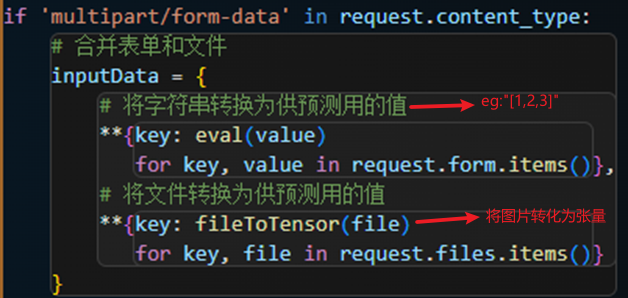 if 'multipart/form-data' in request.content_type:
# 合并表单和文件
inputData = {
# 将字符串转换为供预测用的值 eg:"[1,2,3]"
**{key: eval(value)
for key, value in request.form.items()},
# 将文件转换为供预测用的值
**{key: fileToTensor(file) 将图片转化为张量
for key, file in request.files.items()}
}